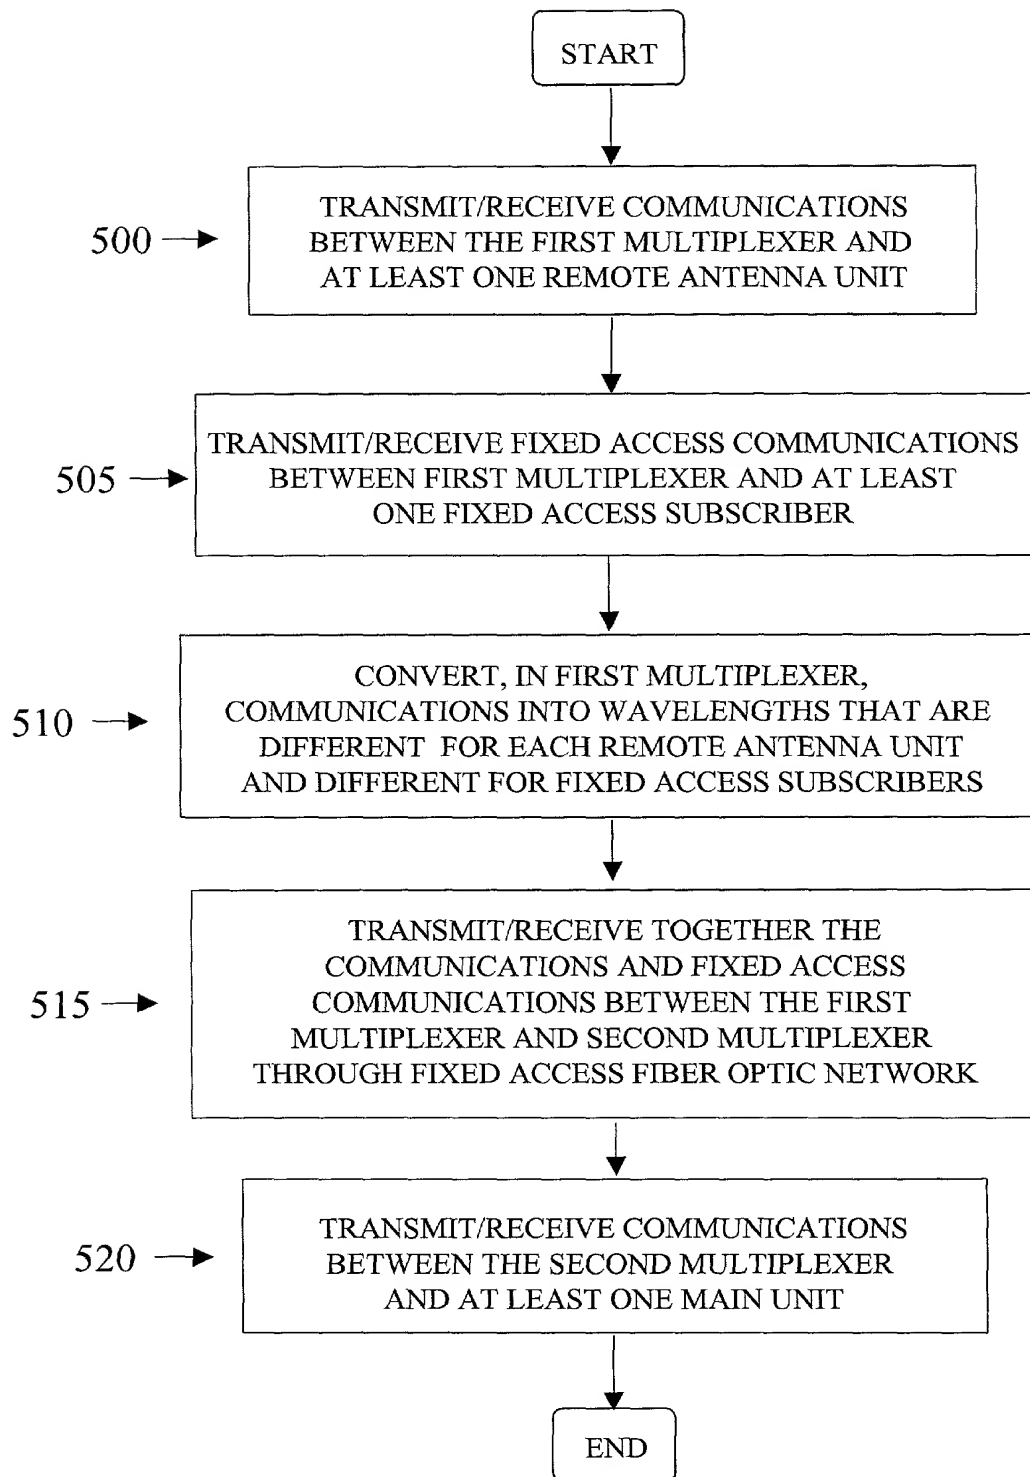 START
500
TRANSMIT/RECEIVE COMMUNICATIONS
BETWEEN THE FIRST MULTIPLEXER AND
AT LEAST ONE REMOTE ANTENNA UNIT
505
TRANSMIT/RECEIVE FIXED ACCESS COMMUNICATIONS
BETWEEN FIRST MULTIPLEXER AND AT LEAST
ONE FIXED ACCESS SUBSCRIBER
510
CONVERT, IN FIRST MULTIPLEXER,
COMMUNICATIONS INTO WAVELENGTHS THAT ARE
DIFFERENT FOR EACH REMOTE ANTENNA UNIT
AND DIFFERENT FOR FIXED ACCESS SUBSCRIBERS
515
TRANSMIT/RECEIVE TOGETHER THE
COMMUNICATIONS AND FIXED ACCESS
COMMUNICATIONS BETWEEN THE FIRST
MULTIPLEXER AND SECOND MULTIPLEXER
THROUGH FIXED ACCESS FIBER OPTIC NETWORK
520
TRANSMIT/RECEIVE COMMUNICATIONS
BETWEEN THE SECOND MULTIPLEXER
AND AT LEAST ONE MAIN UNIT
END